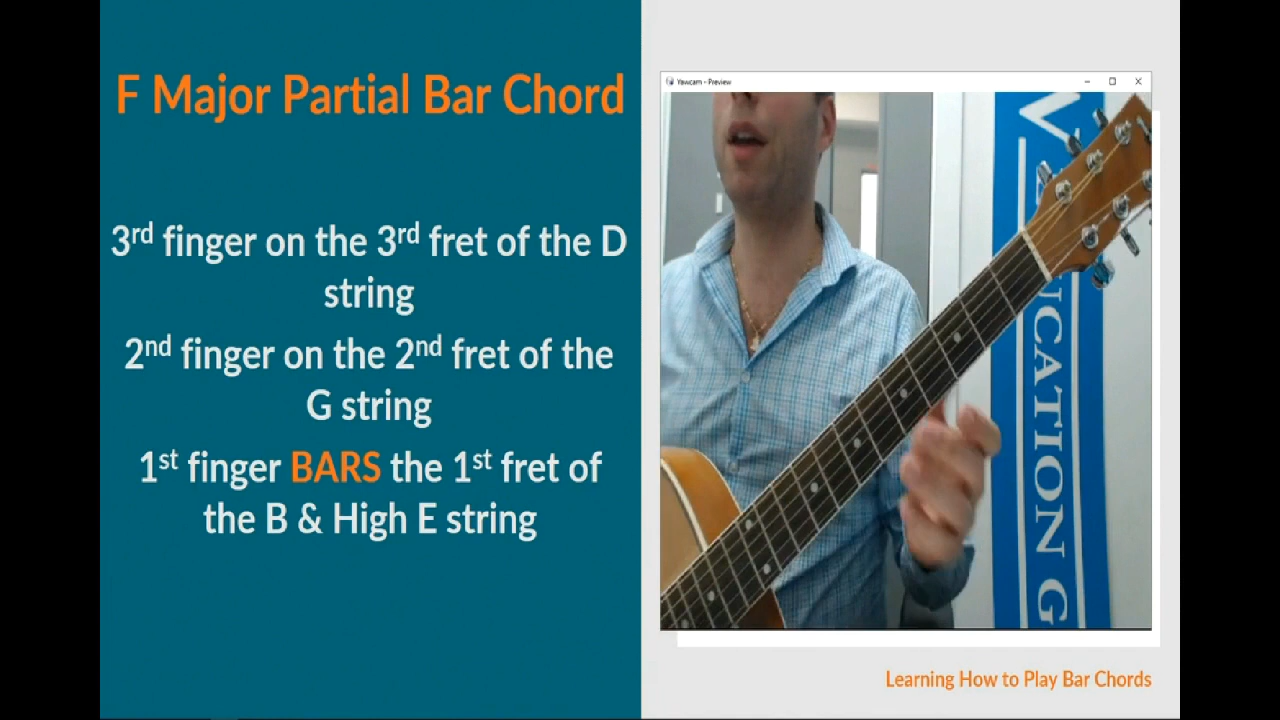 F Major Partial Bar Chord
3rd finger on the 3rd fret of the D
string
2nd finger on the 2nd fret of the
G string
1st finger BARS the 1st fret of
the B & High E string
Yawcam - Preview
UCATION G
Learning How to Play Bar Chords